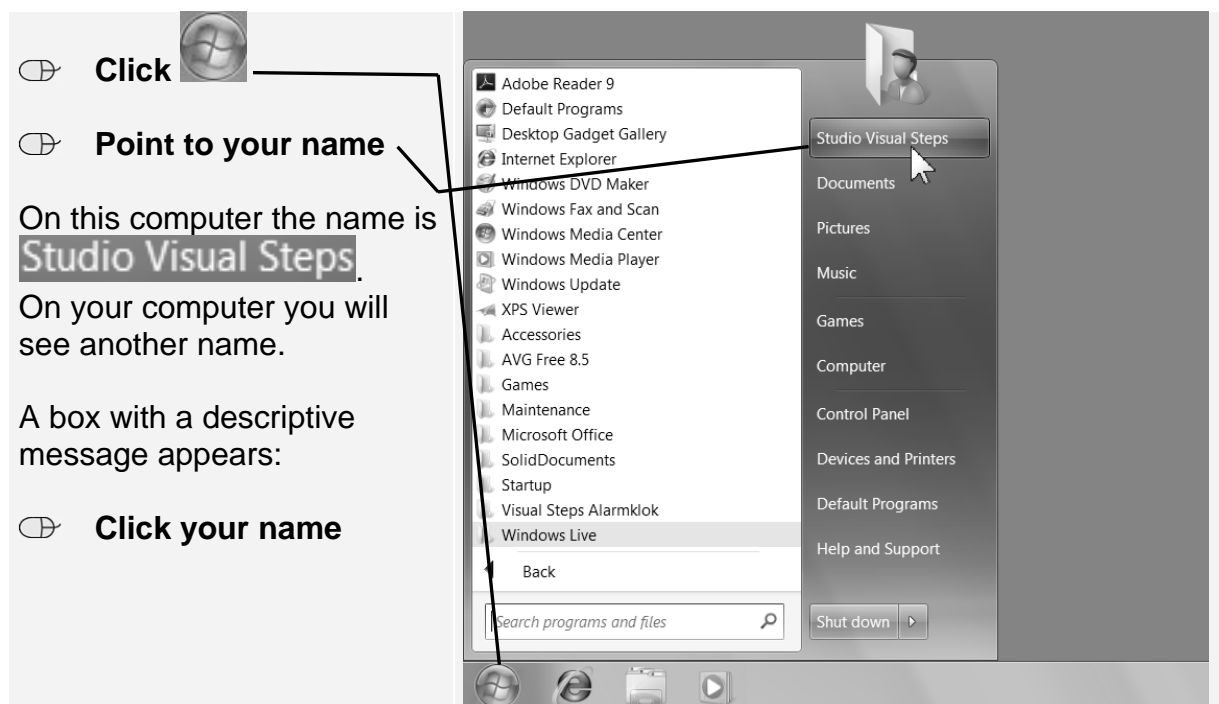 Click
Point to your name
On this computer the name is
Studio Visual Steps.
On your computer you will
see another name.
A box with a descriptive
message appears:
Click your name
Adobe Reader 9
Default Programs
Desktop Gadget Gallery
Internet Explorer
Windows DVD Maker
Windows Fax and Scan
Windows Media Center
Windows Media Player
Windows Update
XPS Viewer
Accessories
AVG Free 8.5
Games
Maintenance
Microsoft Office
SolidDocuments
Startup
Visual Steps Alarmklok
Windows Live
Back
Search programs and files
Studio Visual Steps
Documents
Pictures
Music
Games
Computer
Control Panel
Devices and Printers
Default Programs
Help and Support
Shut down